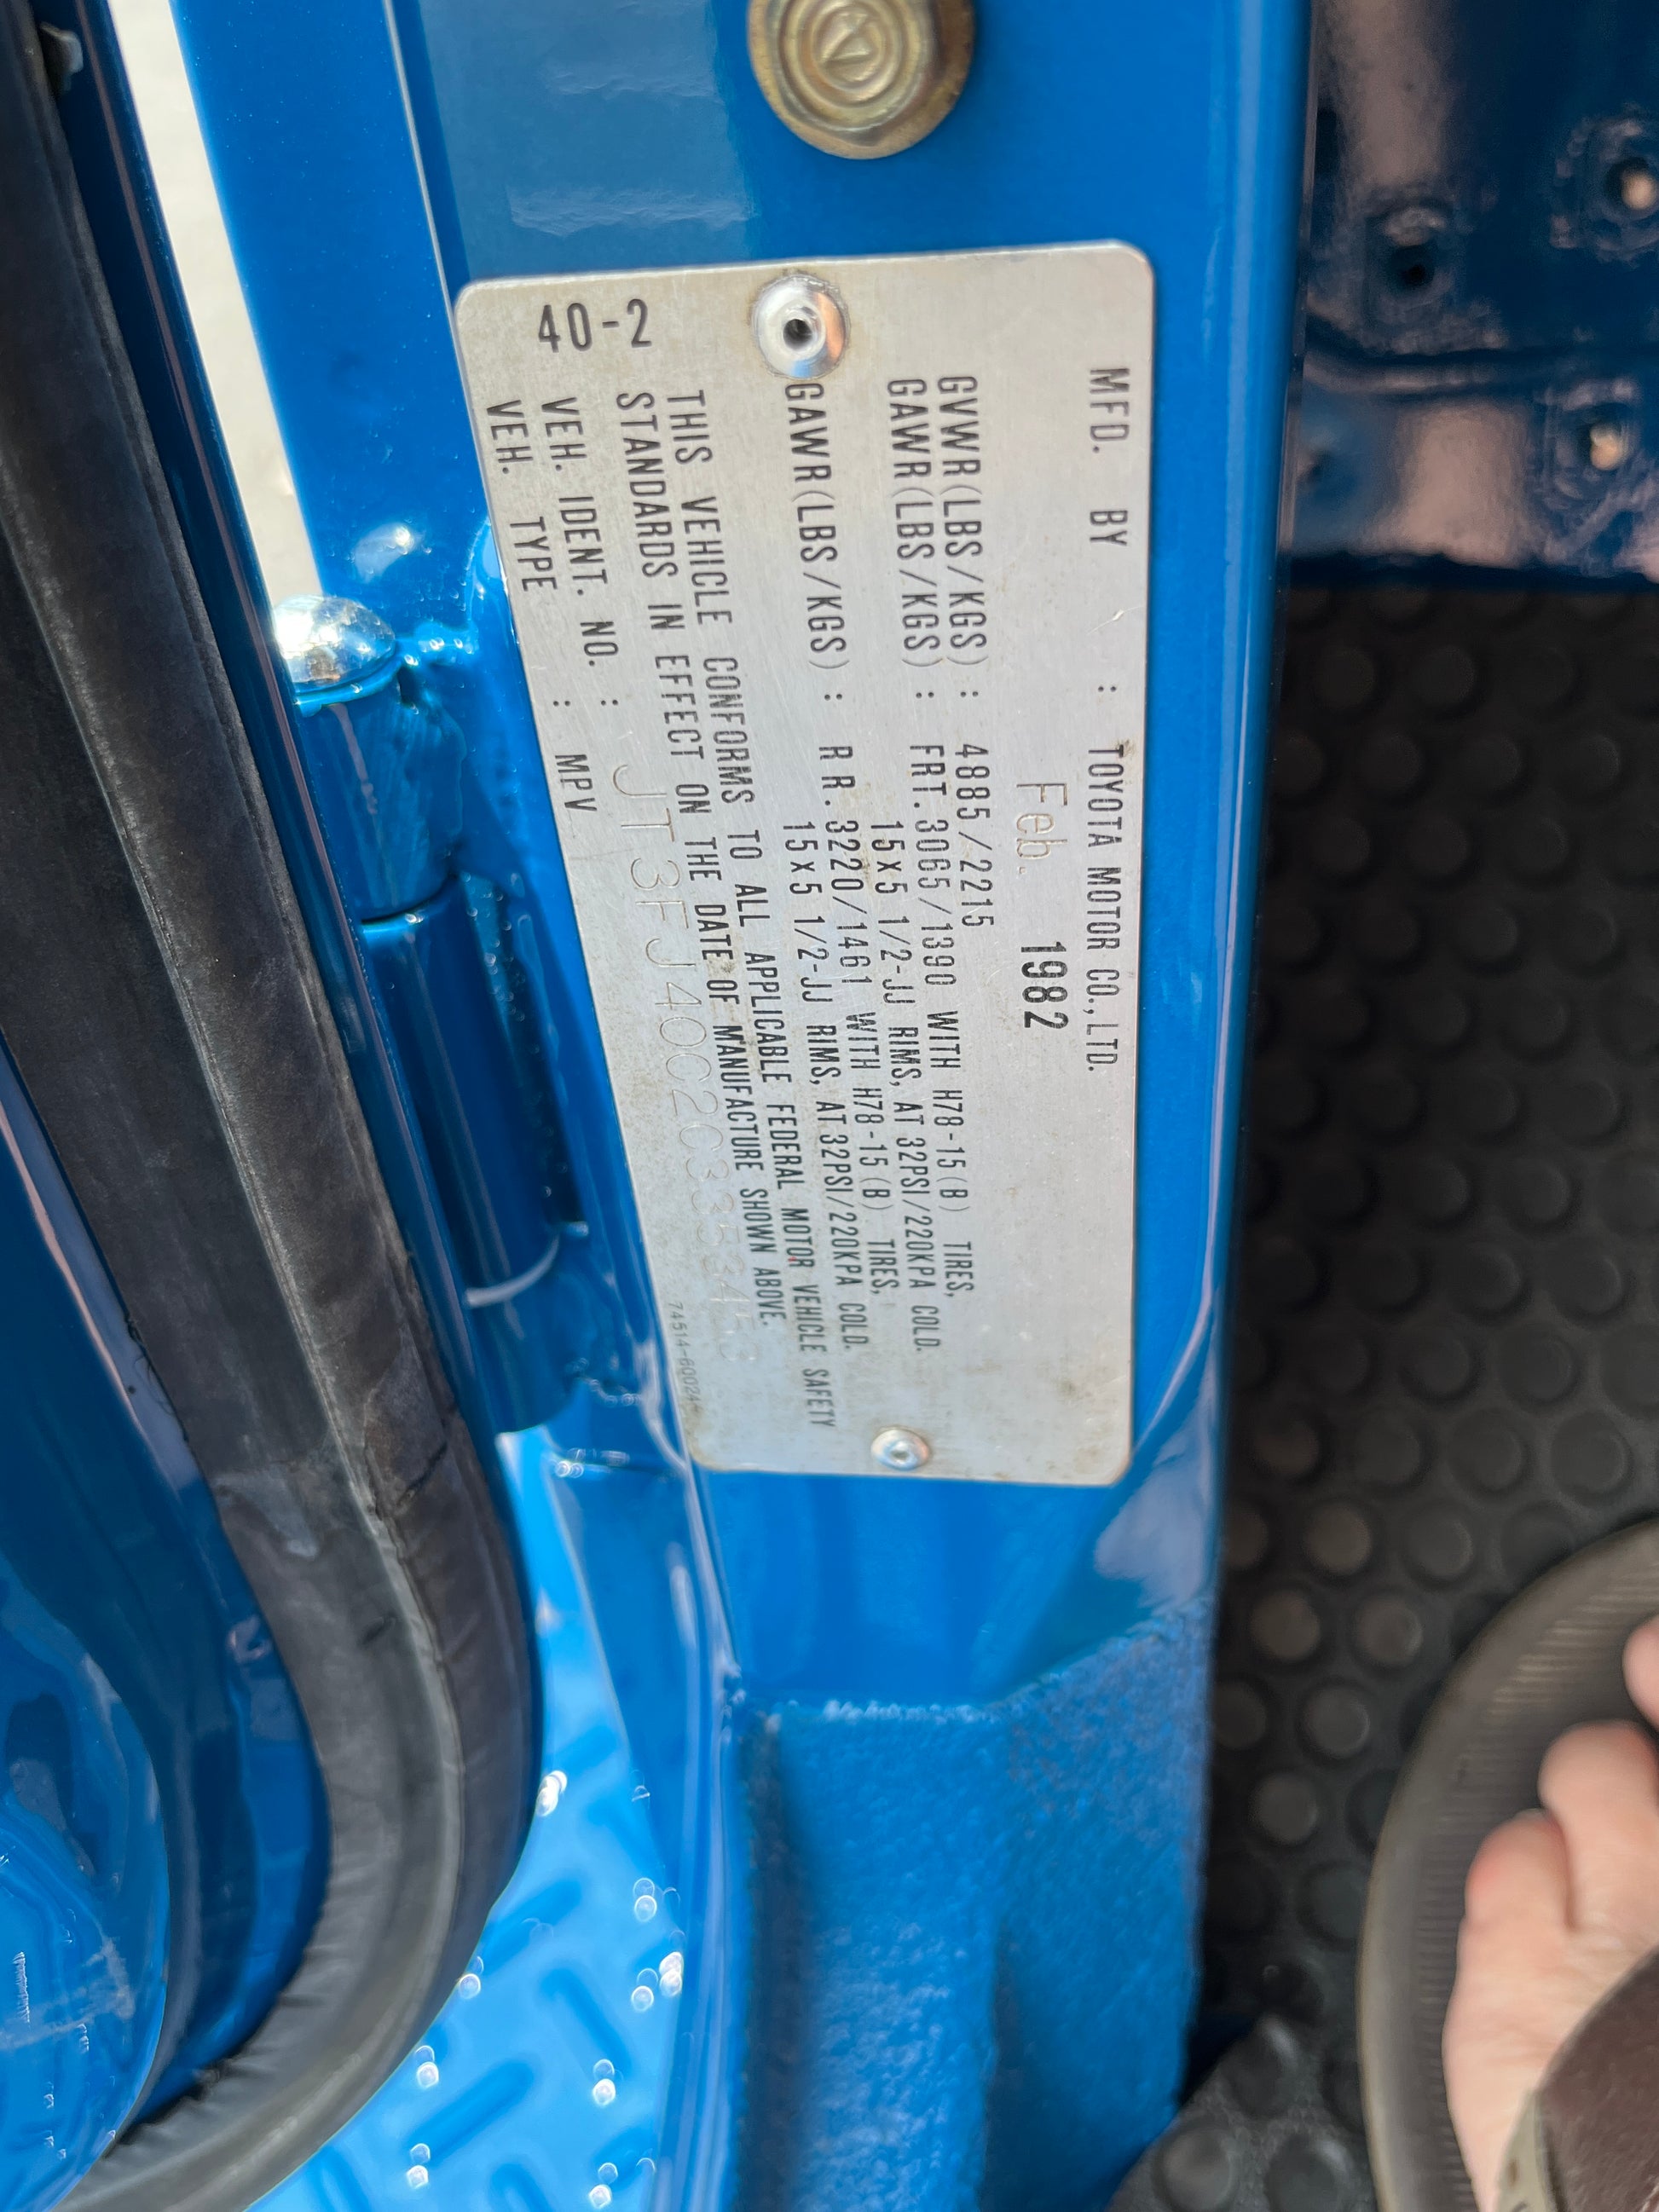 MFD. BY : TOYOTA MOTOR CO.,LTD.
Feb. 1982
GVWR(LBS/KGS) : 4885/2215
GAWR(LBS/KGS) : FRT.3065/1390 WITH H78-15(B) TIRES,
15x5 1/2-JJ RIMS, AT 32PSI/220KPA COLD.
GAWR(LBS/KGS) : RR.3220/1461 WITH H78-15(B) TIRES,
15x5 1/2-JJ RIMS, AT 32PSI/220KPA COLD.
THIS VEHICLE CONFORMS TO ALL APPLICABLE FEDERAL MOTOR VEHICLE SAFETY
STANDARDS IN EFFECT ON THE DATE OF MANUFACTURE SHOWN ABOVE.
40-2
VEH. IDENT. NO. :
VEH. TYPE : MPV